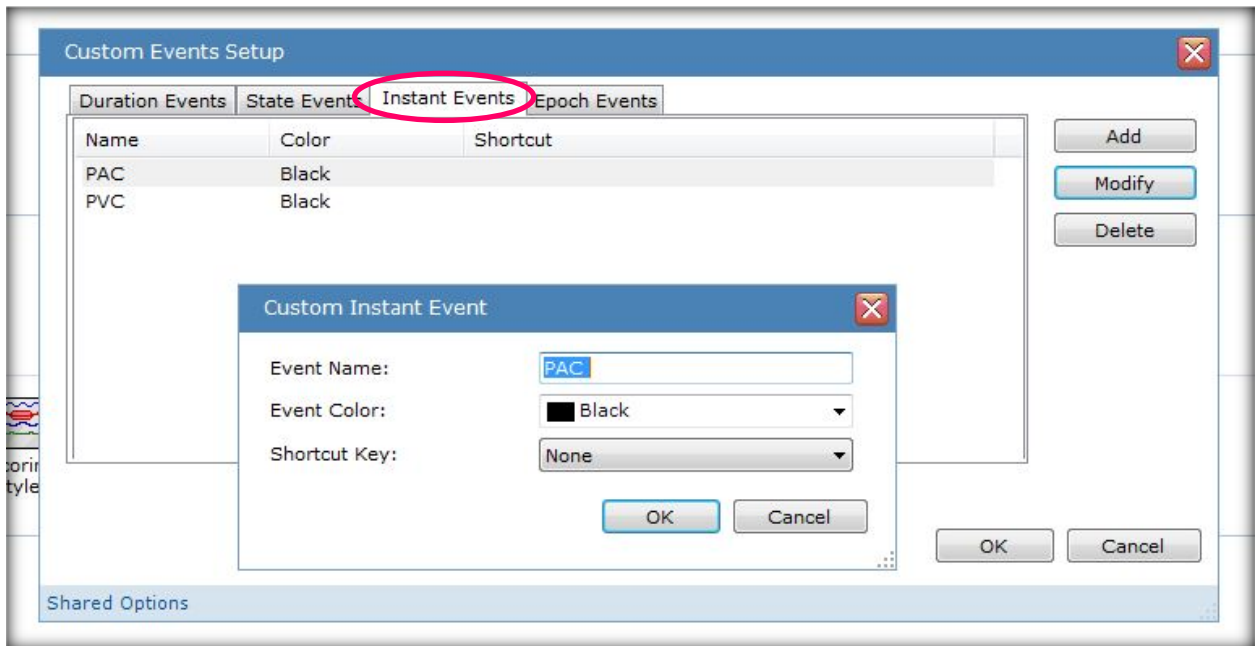 Custom Events Setup
Duration Events State Events Instant Events Epoch Events
Name Color Shortcut
PAC Black
PVC Black
Add
Modify
Delete
Custom Instant Event
Event Name: PAC
Event Color: Black
Shortcut Key: None
OK Cancel
OK Cancel
Shared Options